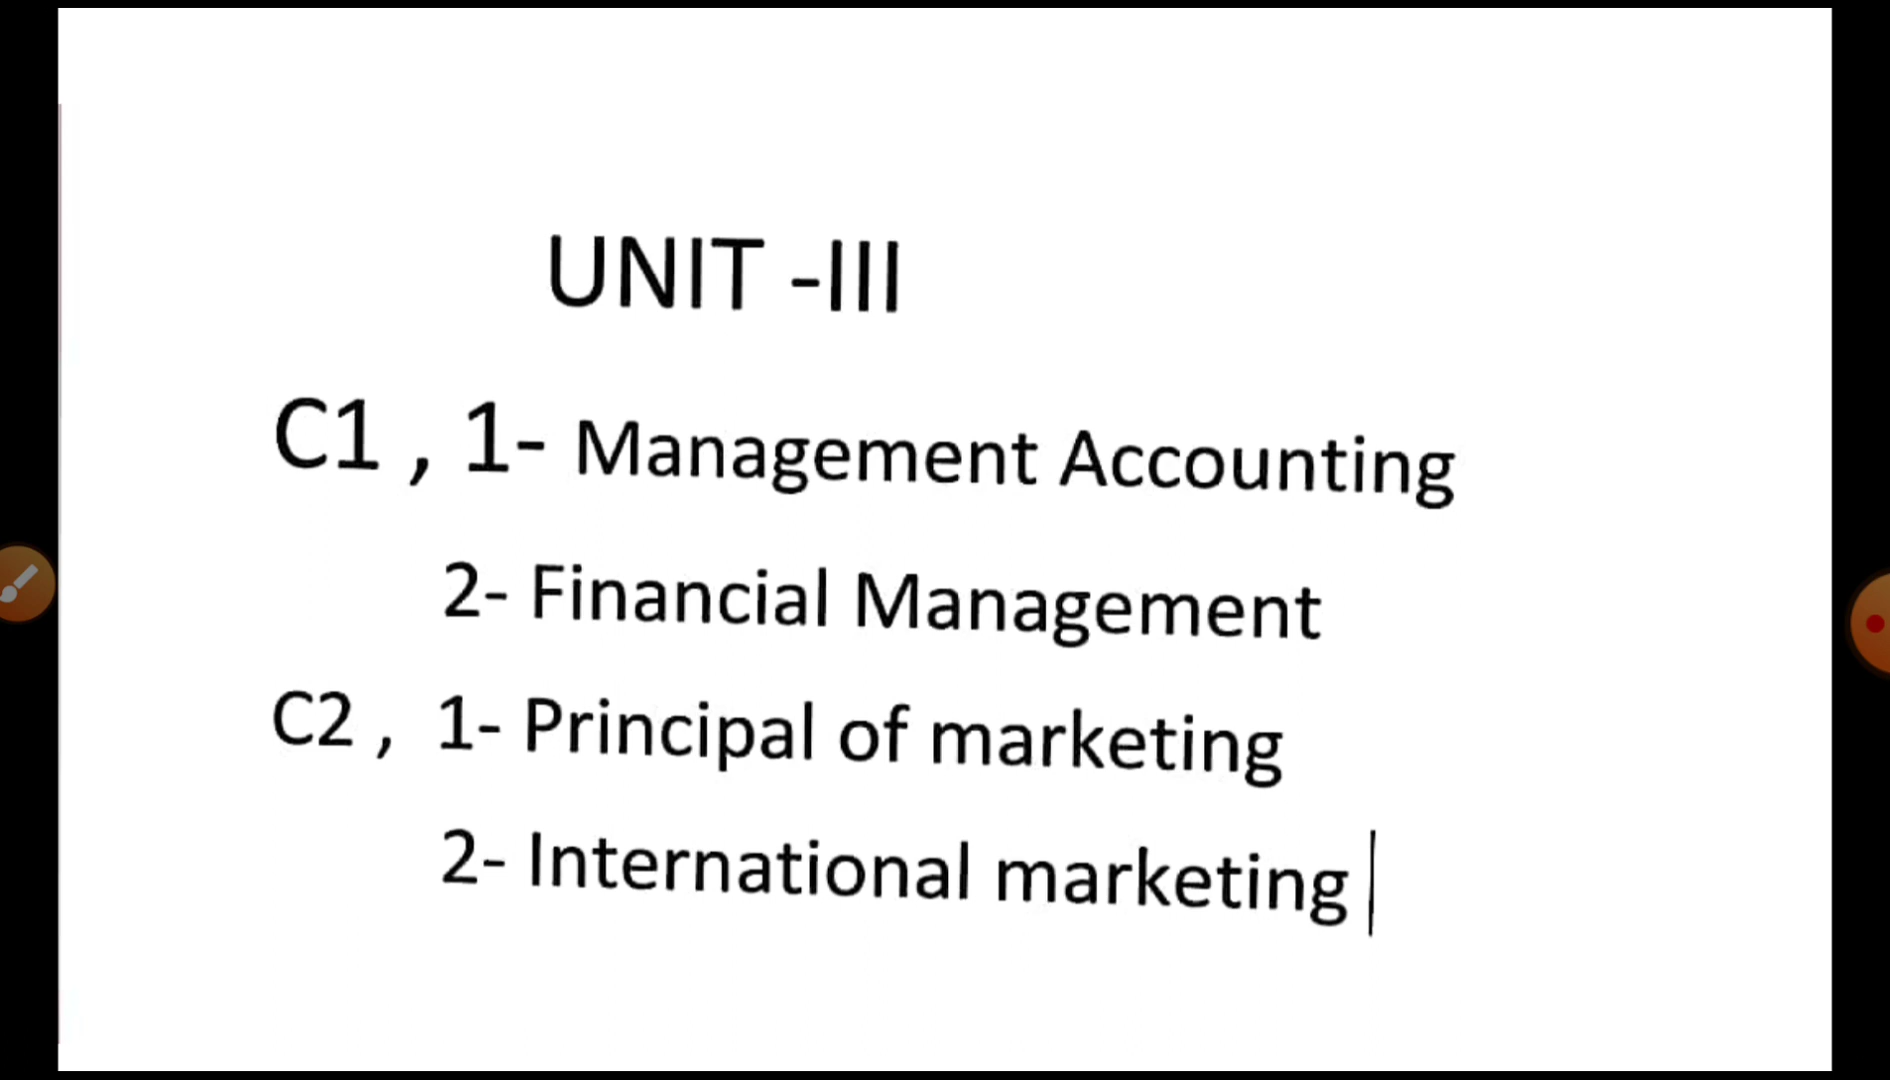 UNIT -III
C1 , 1- Management Accounting
2- Financial Management
C2 , 1- Principal of marketing
2- International marketing